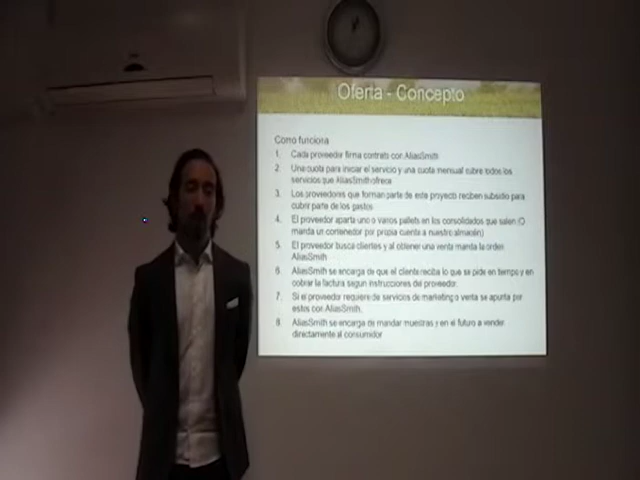 Oferta - Concepto
Como funciona
1. Cada proveedor firma contrato con AliasSmith
2. Une cuota para iniciar el servicio y una cuota mensual cubre todos los
servicios que AliasSmith ofrece
3. Los proveedores que forman parte de este proyecto reciben subsidio para
cubrir parte de los gastos
4. El proveedor aparta uno o varios pallets en los consolidados que salen (O
manda un contenedor por propia cuenta a nuestro almacén)
5. El proveedor busca clientes y al obtener una venta manda la orden
AliasSmith
6. AliasSmith se encarga de que el cliente reciba lo que se pide en tiempo y en
cobrar la factura segun instrucciones del proveedor.
7. Si el proveedor requiere de servicios de marketing o venta se apunta por
estos con AliasSmith.
8. AliasSmith se encarga de mandar muestras y en el futuro a vender
directamente al consumidor